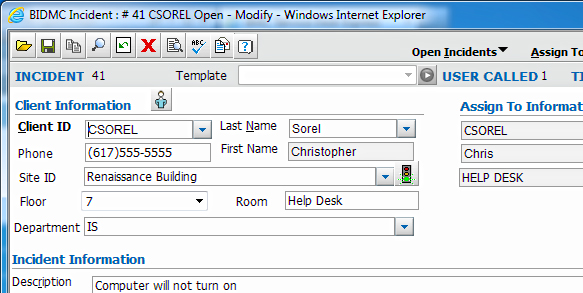 BIDMC Incident : # 41 CSOREL Open - Modify - Windows Internet Explorer
ABC
Open Incidents Assign To
INCIDENT 41 Template USER CALLED 1
Client Information Assign To Informat
Client ID CSOREL Last Name Sorel CSOREL
Phone (617)555-5555 First Name Christopher Chris
Site ID Renaissance Building HELP DESK
Floor 7 Room Help Desk
Department IS
Incident Information
Description Computer will not turn on